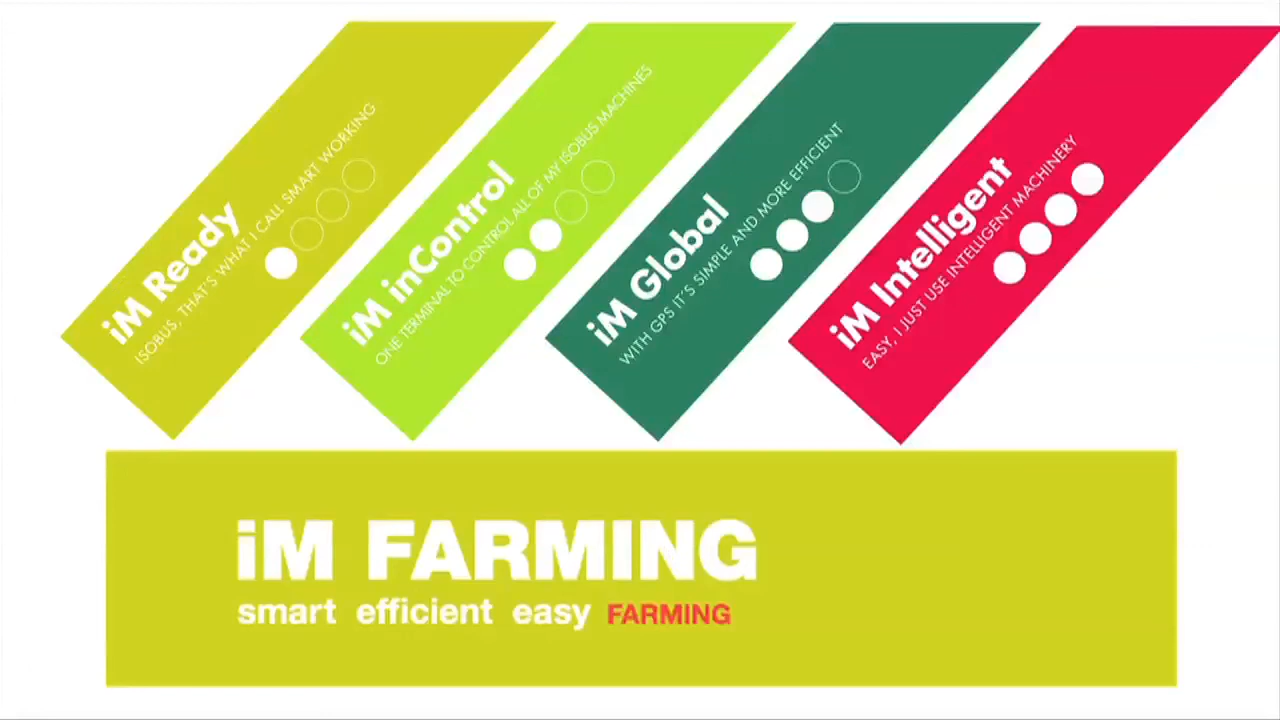 iM Ready
ISOBUS, THAT'S WHAT I CALL SMART WORKING
iM inControl
ONE TERMINAL TO CONTROL ALL OF MY ISOBUS MACHINES
iM Global
WITH GPS IT'S SIMPLE AND MORE EFFICIENT
iM Intelligent
EASY, I JUST USE INTELLIGENT MACHINERY
iM FARMING
smart efficient easy FARMING